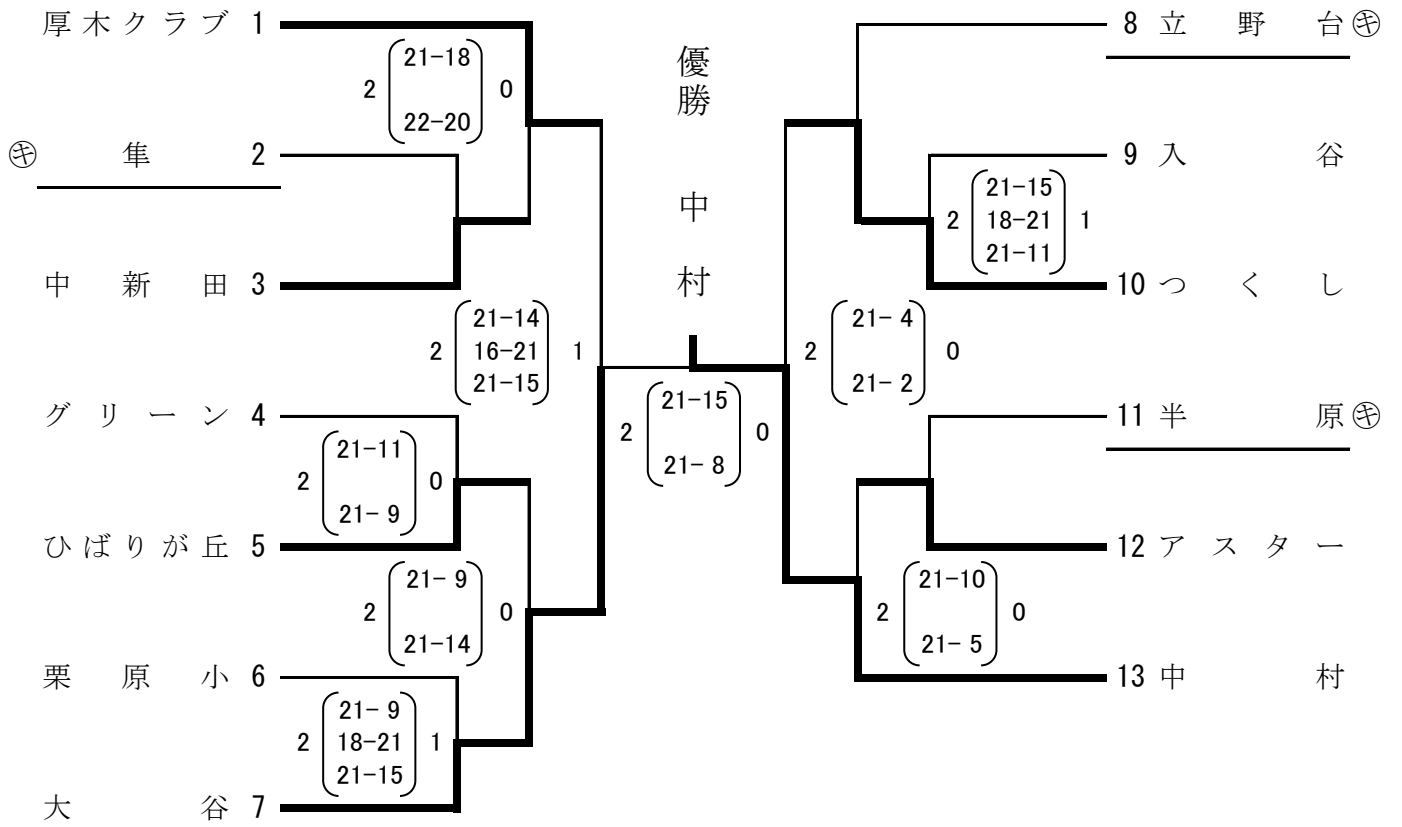 厚木クラブ 1
21-18
2 0
22-20
㋖ 隼 2
中新田 3
21-14
2 16-21 1
21-15
グリーン 4
21-11
2 0
21- 9
ひばりが丘 5
21- 9
2 0
21-14
栗原小 6
21- 9
2 18-21 1
21-15
大谷 7
優勝 中村
21-15
2 0
21- 8
8 立野台 ㋖
9 入谷
21-15
2 18-21 1
21-11
10 つくし
21- 4
2 0
21- 2
11 半原 ㋖
12 アスター
21-10
2 0
21- 5
13 中村